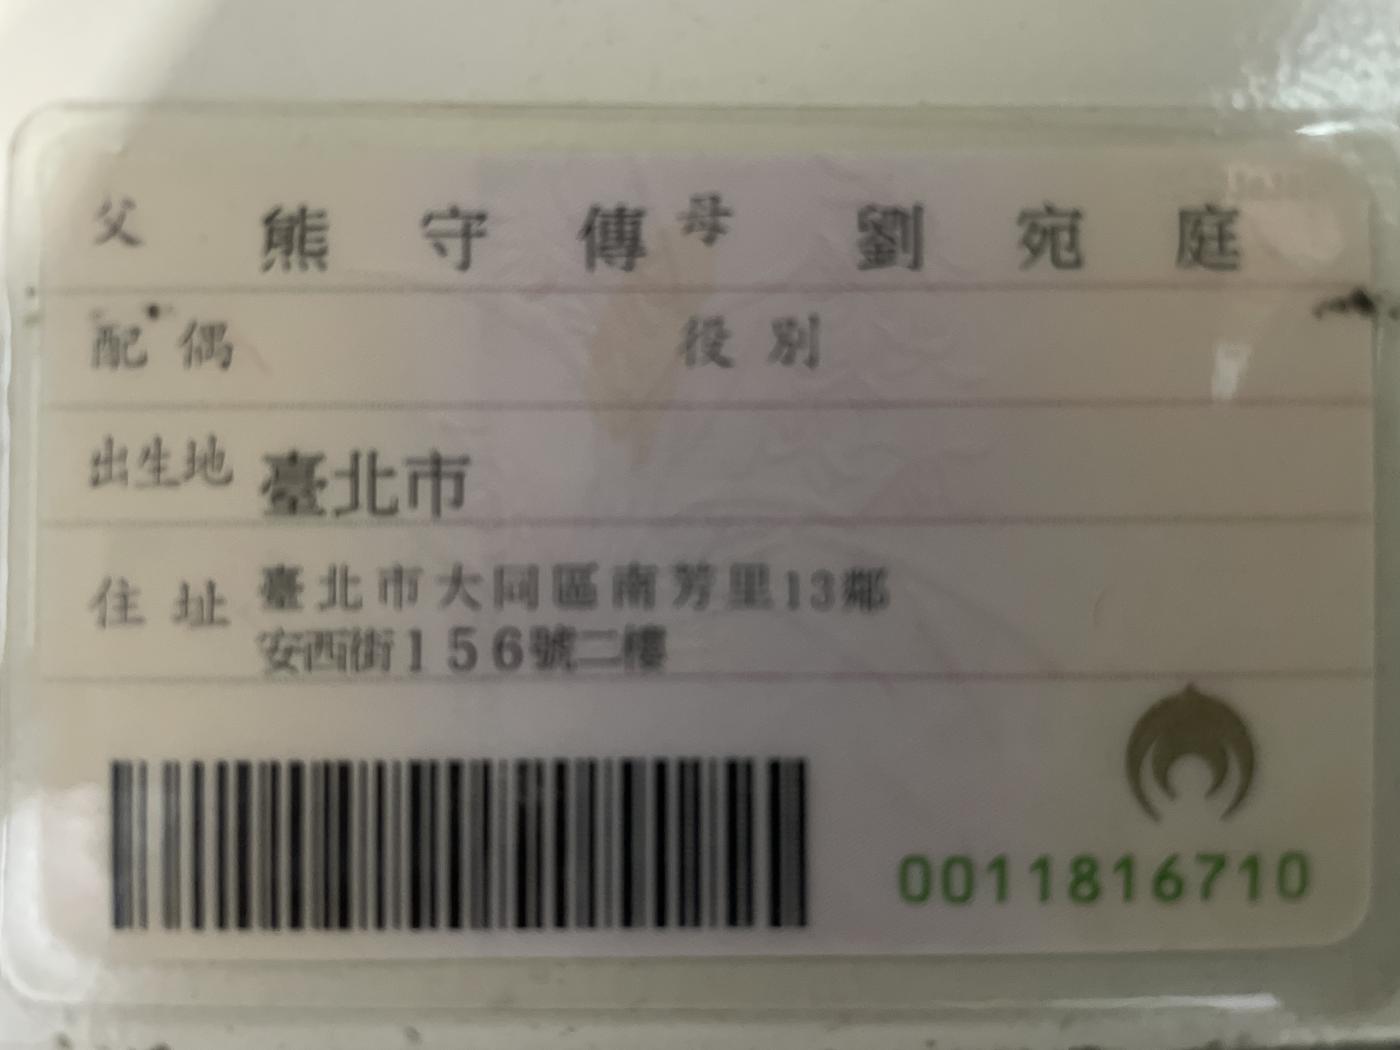 父 熊守傳 母 劉宛庭
配偶 役別
出生地 臺北市
住址 臺北市大同區南芳里13鄰
安西街156號二樓
0011816710